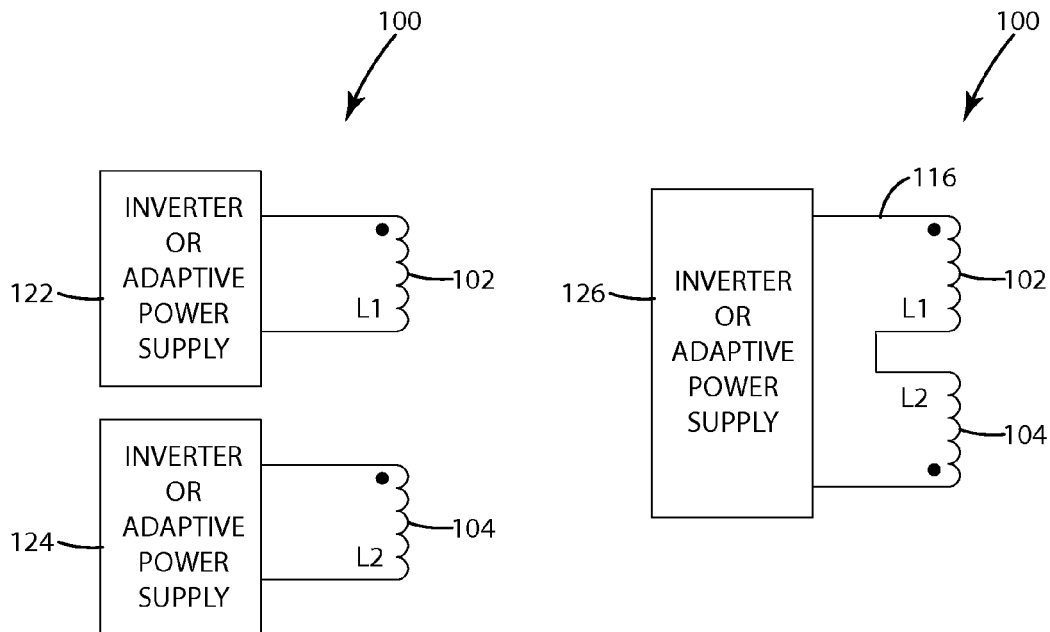 100
INVERTER
OR
ADAPTIVE
POWER
SUPPLY
122
102
L1
INVERTER
OR
ADAPTIVE
POWER
SUPPLY
124
104
L2
100
116
INVERTER
OR
ADAPTIVE
POWER
SUPPLY
126
102
L1
L2
104